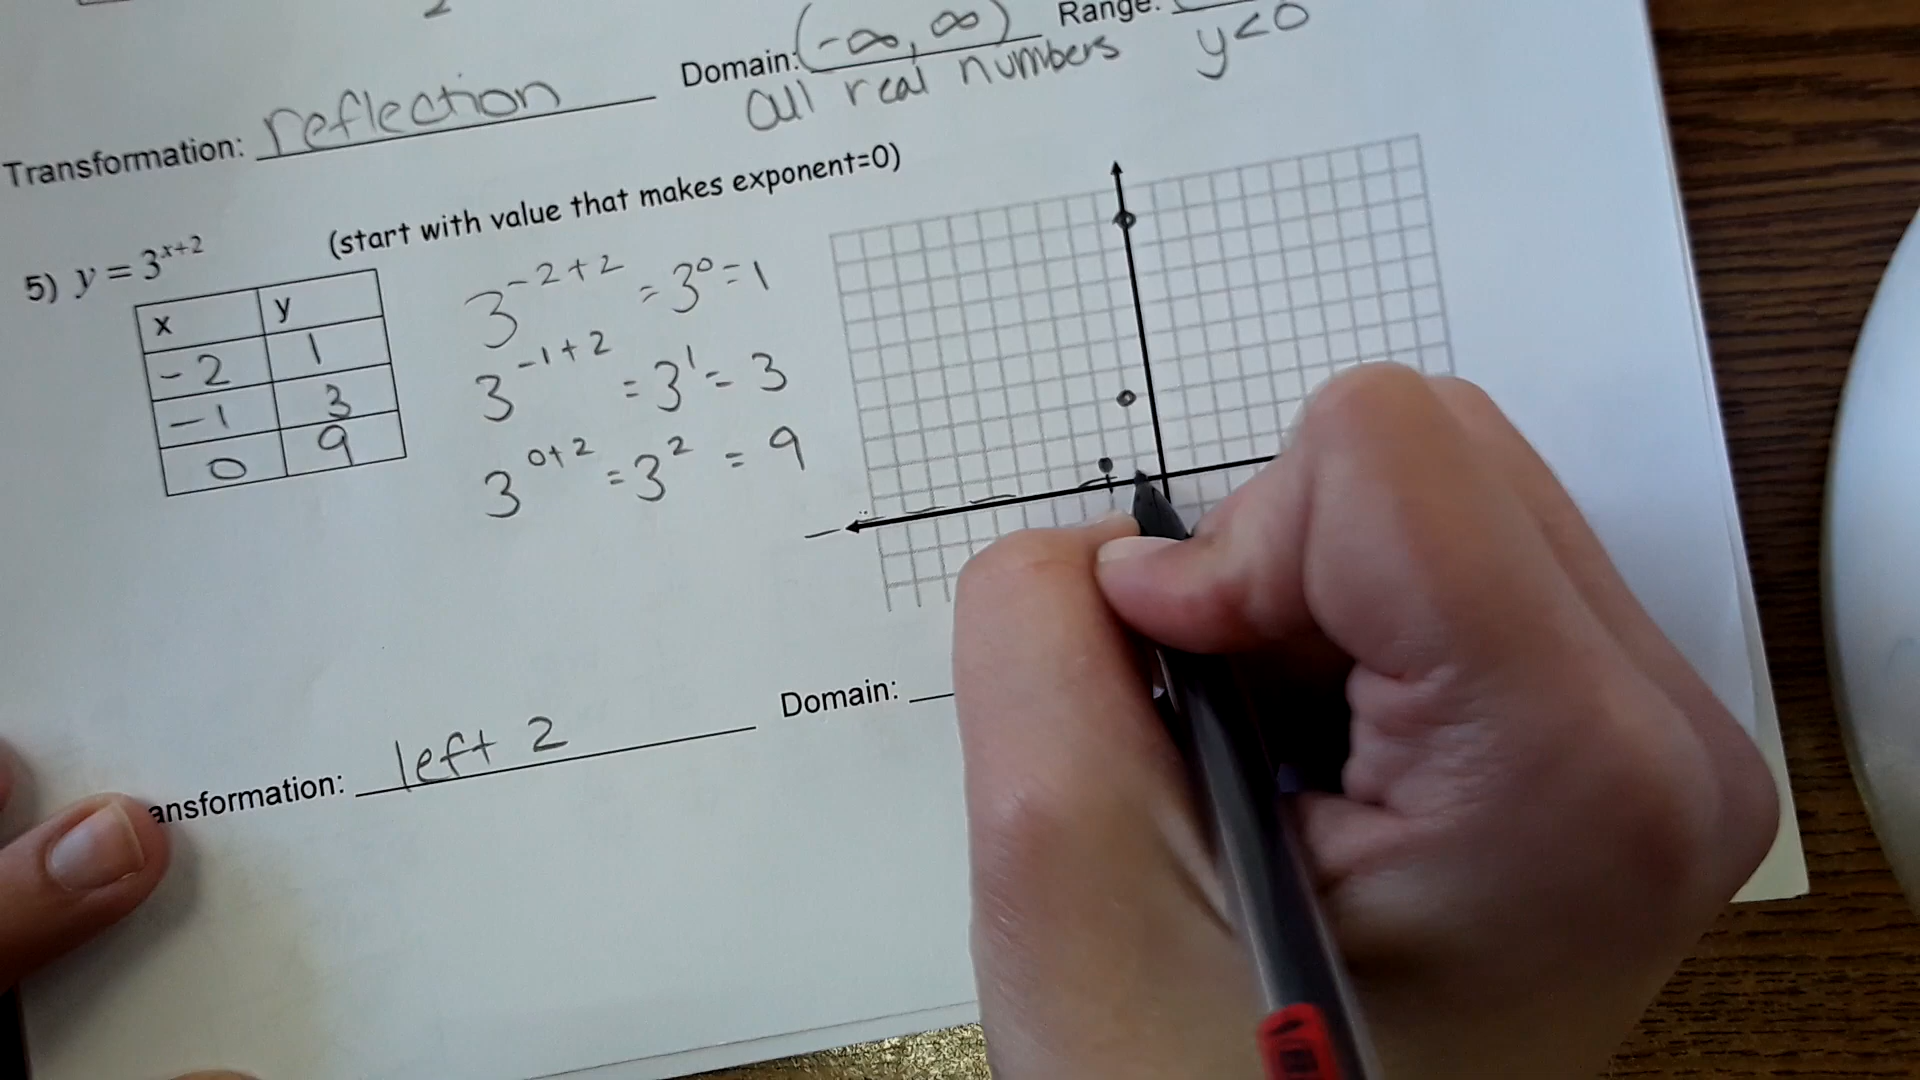 Domain: (-∞, ∞) Range:
all real numbers y<0
Transformation: reflection
(start with value that makes exponent=0)
5) y = 3^{x+2}
x y
-2 1
-1 3
0 9
3^{-2+2} = 3^0 = 1
3^{-1+2} = 3^1 = 3
3^{0+2} = 3^2 = 9
ansformation: left 2 Domain: